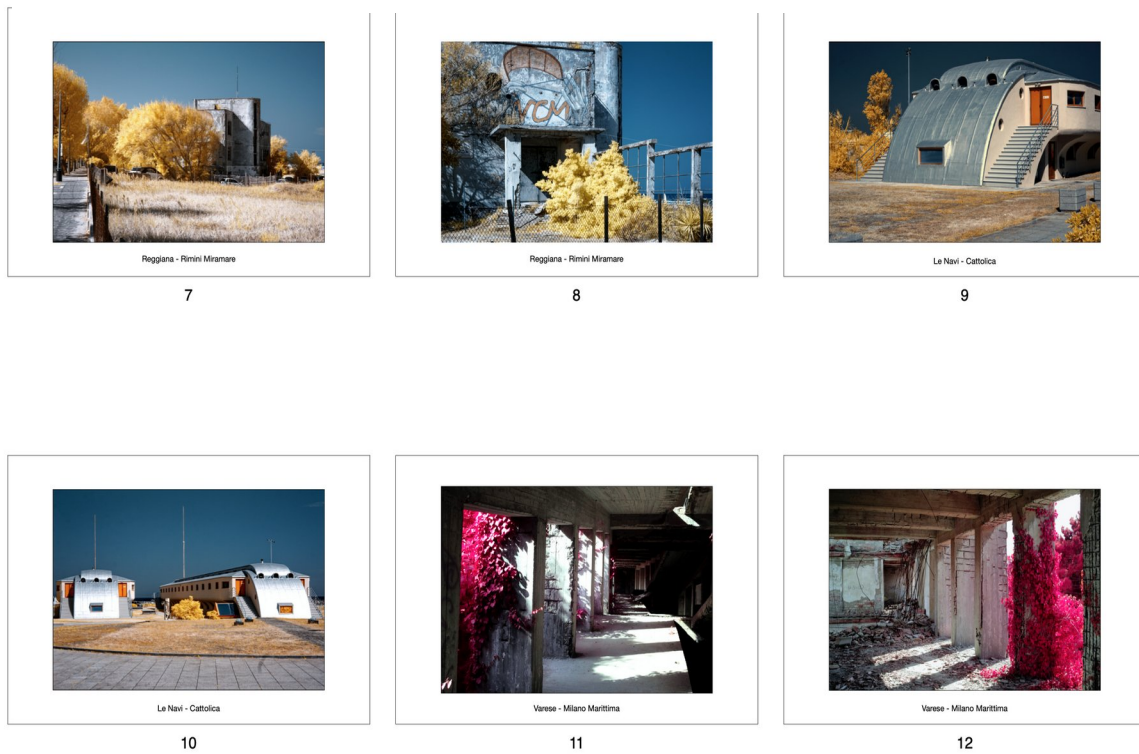 VCM
Reggiana - Rimini Miramare
7
Reggiana - Rimini Miramare
8
Le Navi - Cattolica
9
Le Navi - Cattolica
10
Varese - Milano Marittima
11
Varese - Milano Marittima
12